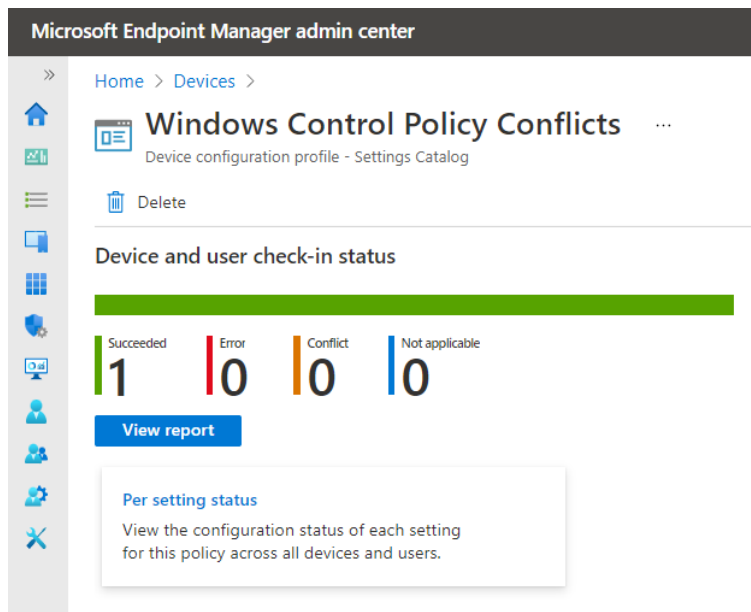 Microsoft Endpoint Manager admin center
Home > Devices >
Windows Control Policy Conflicts ...
Device configuration profile - Settings Catalog
Delete
Device and user check-in status
Succeeded Error Conflict Not applicable
1 0 0 0
View report
Per setting status
View the configuration status of each setting
for this policy across all devices and users.